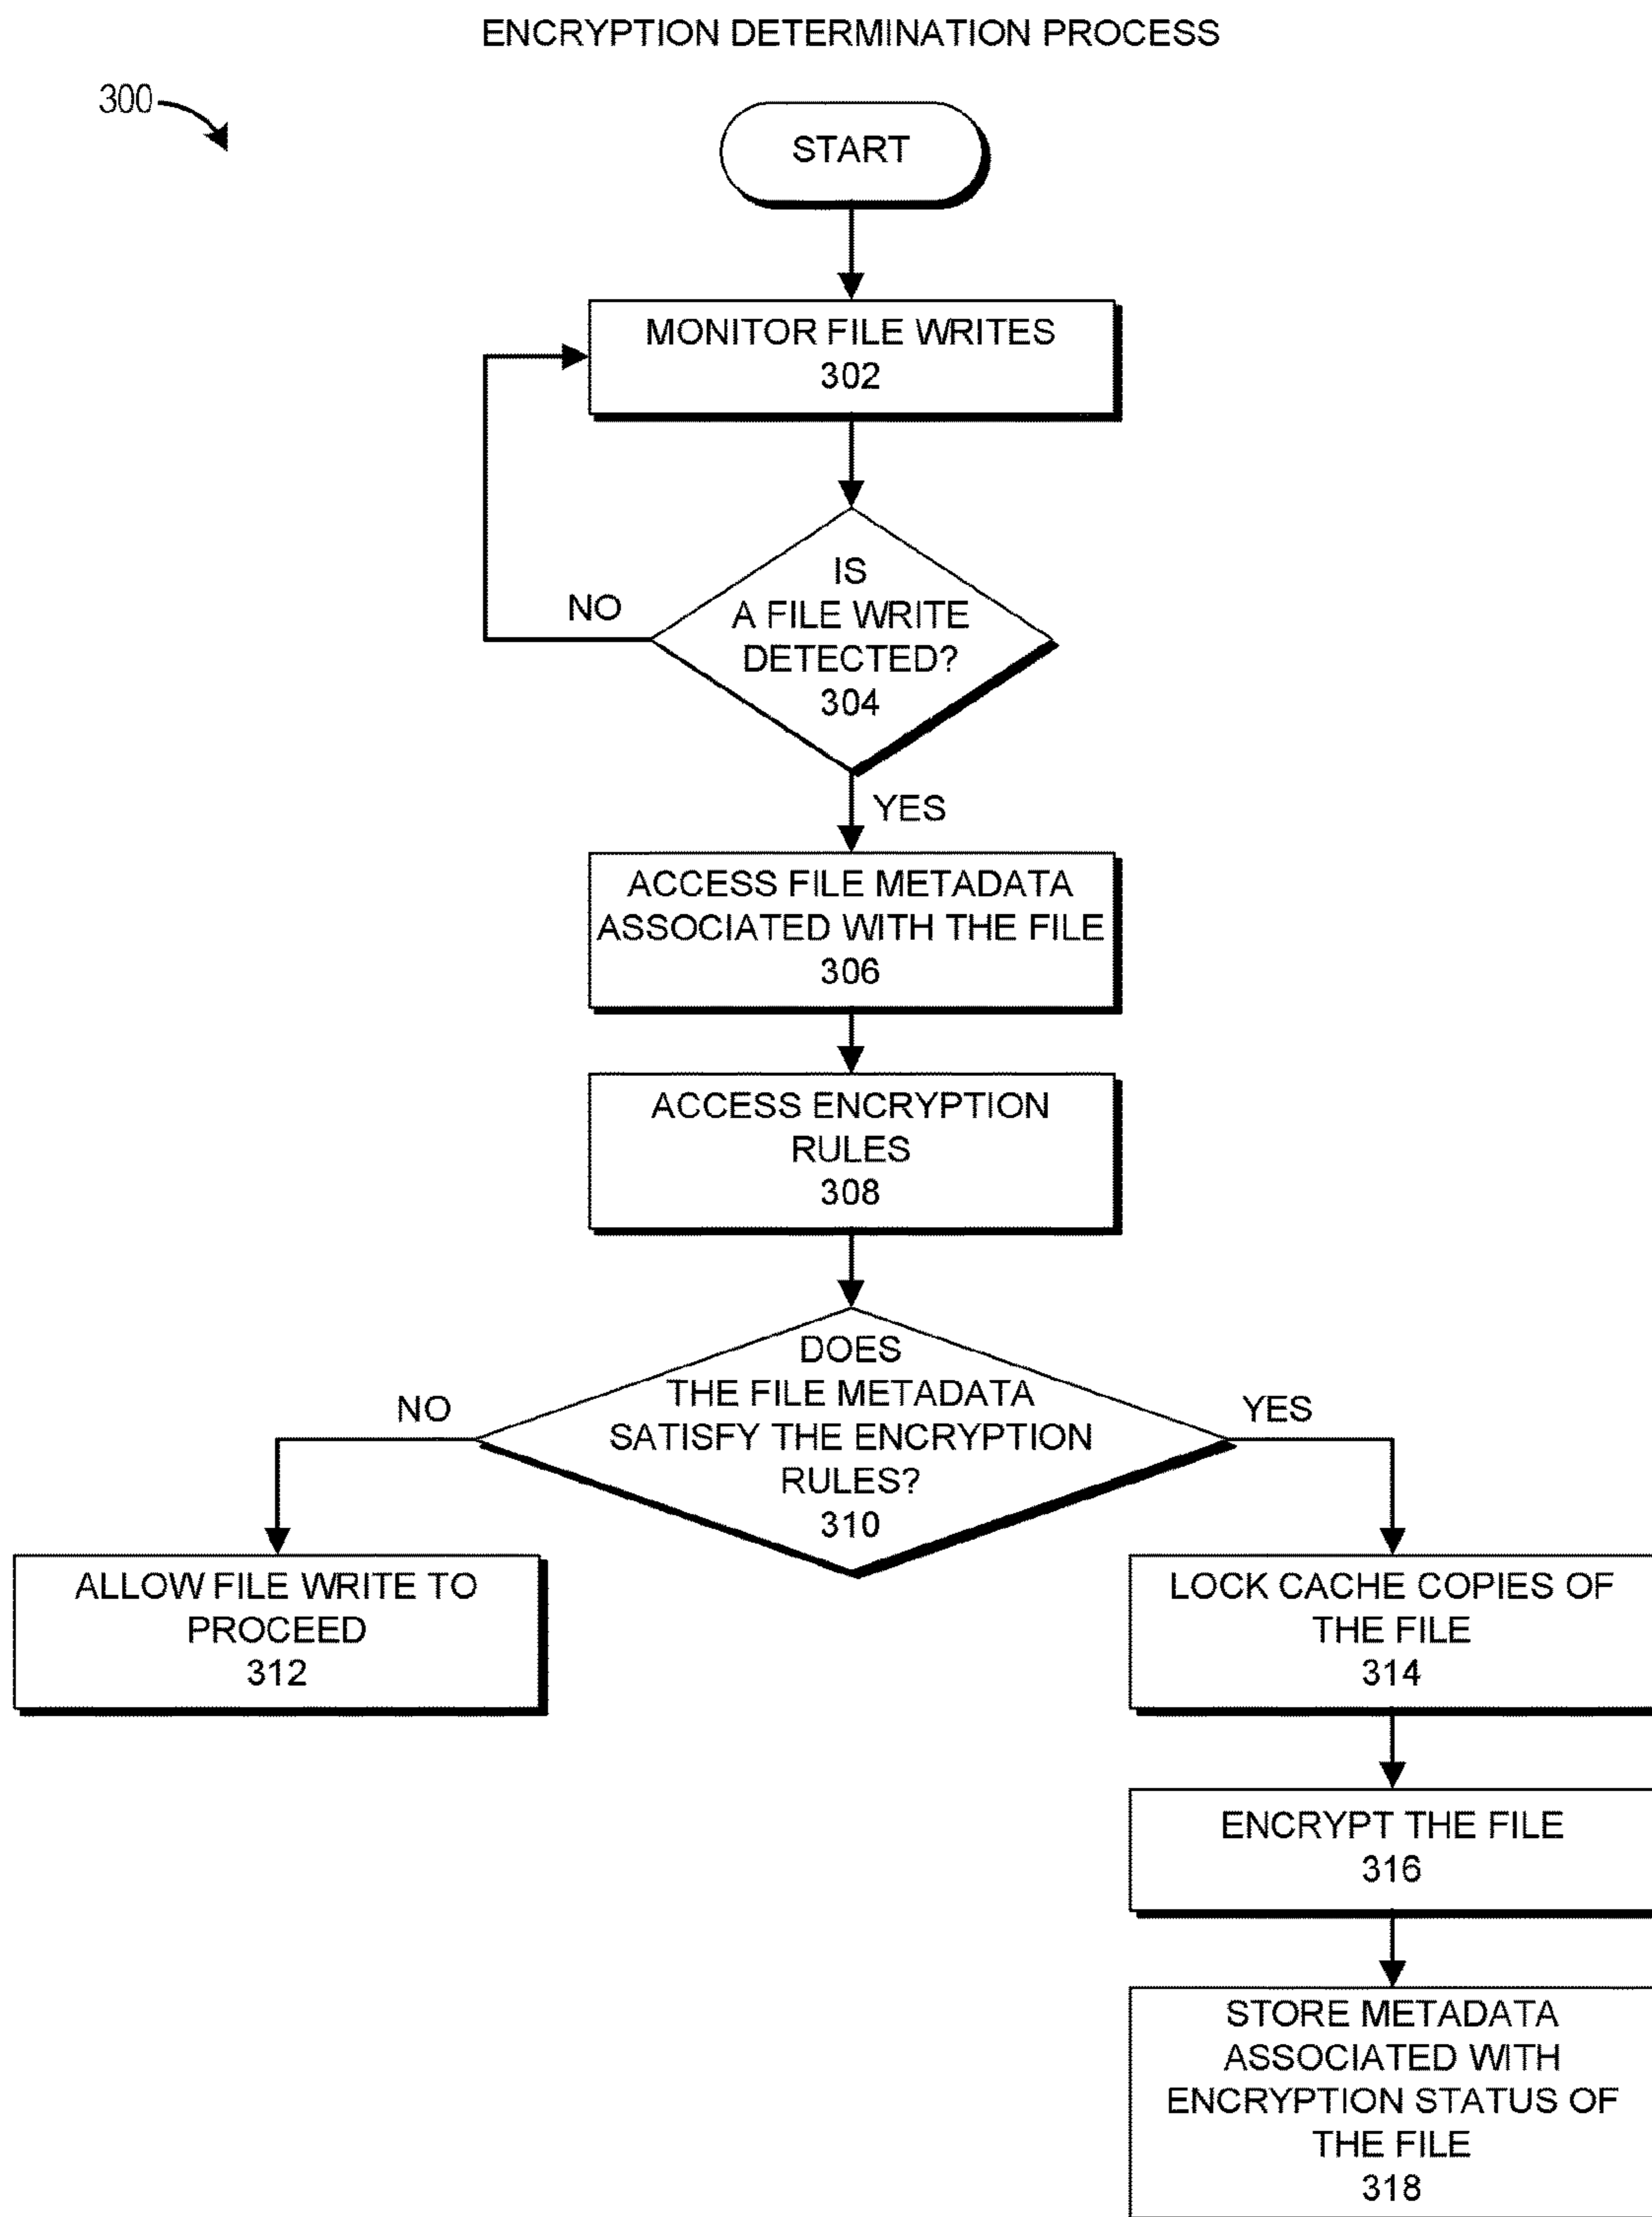 ENCRYPTION DETERMINATION PROCESS
300
START
MONITOR FILE WRITES
302
IS
A FILE WRITE
DETECTED?
304
NO
YES
ACCESS FILE METADATA
ASSOCIATED WITH THE FILE
306
ACCESS ENCRYPTION
RULES
308
DOES
THE FILE METADATA
SATISFY THE ENCRYPTION
RULES?
310
NO
YES
ALLOW FILE WRITE TO
PROCEED
312
LOCK CACHE COPIES OF
THE FILE
314
ENCRYPT THE FILE
316
STORE METADATA
ASSOCIATED WITH
ENCRYPTION STATUS OF
THE FILE
318